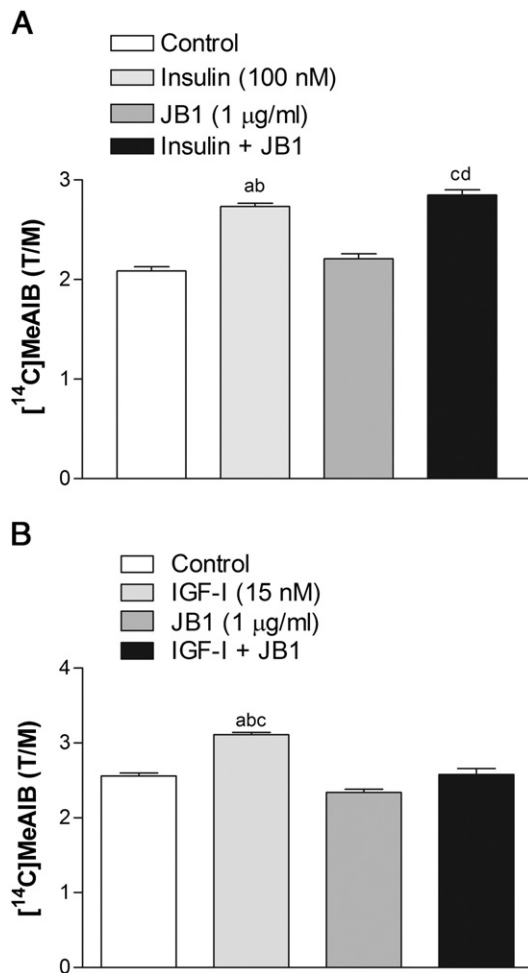 A
Control
Insulin (100 nM)
JB1 (1 μg/ml)
Insulin + JB1
3
2
1
0
[¹⁴C]MeAIB (T/M)
ab
cd
B
Control
IGF-I (15 nM)
JB1 (1 μg/ml)
IGF-I + JB1
4
3
2
1
0
[¹⁴C]MeAIB (T/M)
abc